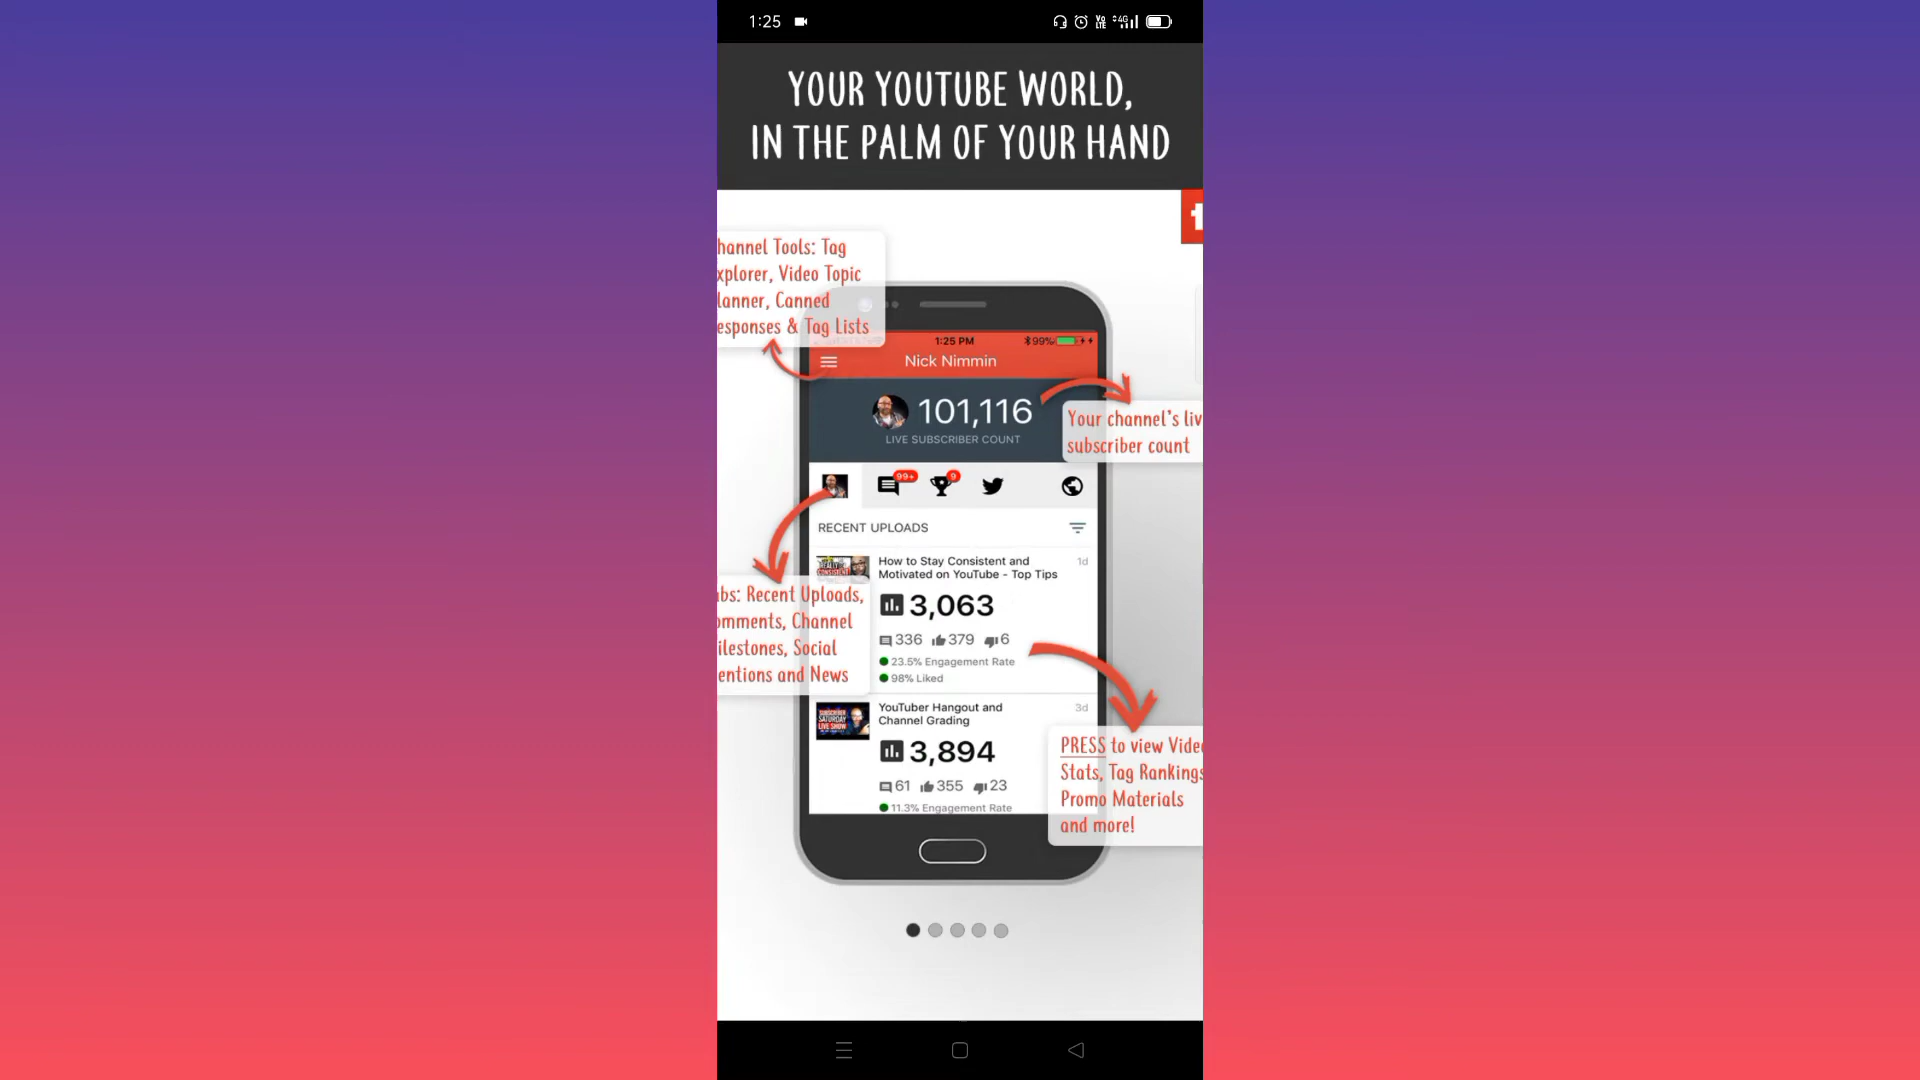 1:25
YOUR YOUTUBE WORLD,
IN THE PALM OF YOUR HAND
t
hannel Tools: Tag
xplorer, Video Topic
lanner, Canned
esponses & Tag Lists
1:25 PM
99%
Nick Nimmin
101,116
LIVE SUBSCRIBER COUNT
Your channel's liv
subscriber count
99+
9
RECENT UPLOADS
How to Stay Consistent and
Motivated on YouTube - Top Tips
1d
3,063
336 379 6
23.5% Engagement Rate
98% Liked
abs: Recent Uploads,
omments, Channel
ilestones, Social
entions and News
SUBSCRIBER
SATURDAY
LIVE SHOW
YouTuber Hangout and
Channel Grading
3d
3,894
61 355 23
11.3% Engagement Rate
PRESS to view Vide
Stats, Tag Rankings
Promo Materials
and more!